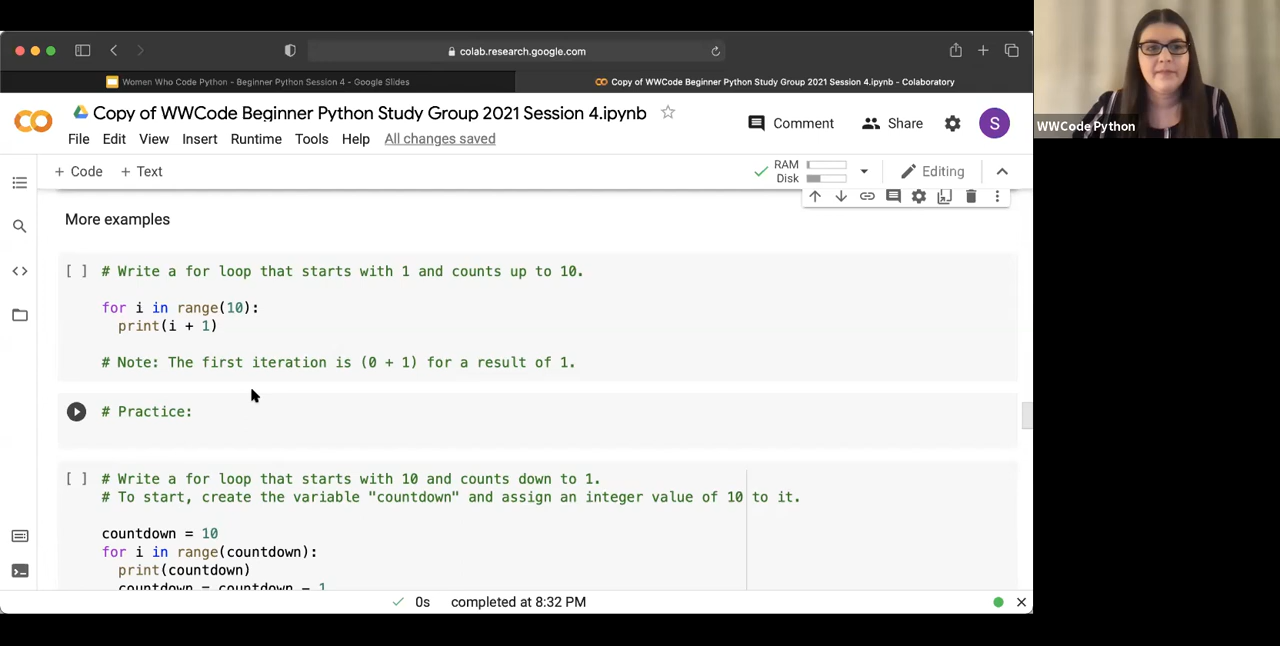 colab.research.google.com
Women Who Code Python - Beginner Python Session 4 - Google Slides
Copy of WWCode Beginner Python Study Group 2021 Session 4.ipynb - Colaboratory
Copy of WWCode Beginner Python Study Group 2021 Session 4.ipynb
Comment
Share
S
File Edit View Insert Runtime Tools Help All changes saved
+ Code + Text
RAM
Disk
Editing
More examples
[ ] # Write a for loop that starts with 1 and counts up to 10.
for i in range(10):
print(i + 1)
# Note: The first iteration is (0 + 1) for a result of 1.
# Practice:
[ ] # Write a for loop that starts with 10 and counts down to 1.
# To start, create the variable "countdown" and assign an integer value of 10 to it.
countdown = 10
for i in range(countdown):
print(countdown)
countdown = countdown - 1
0s completed at 8:32 PM
WWCode Python